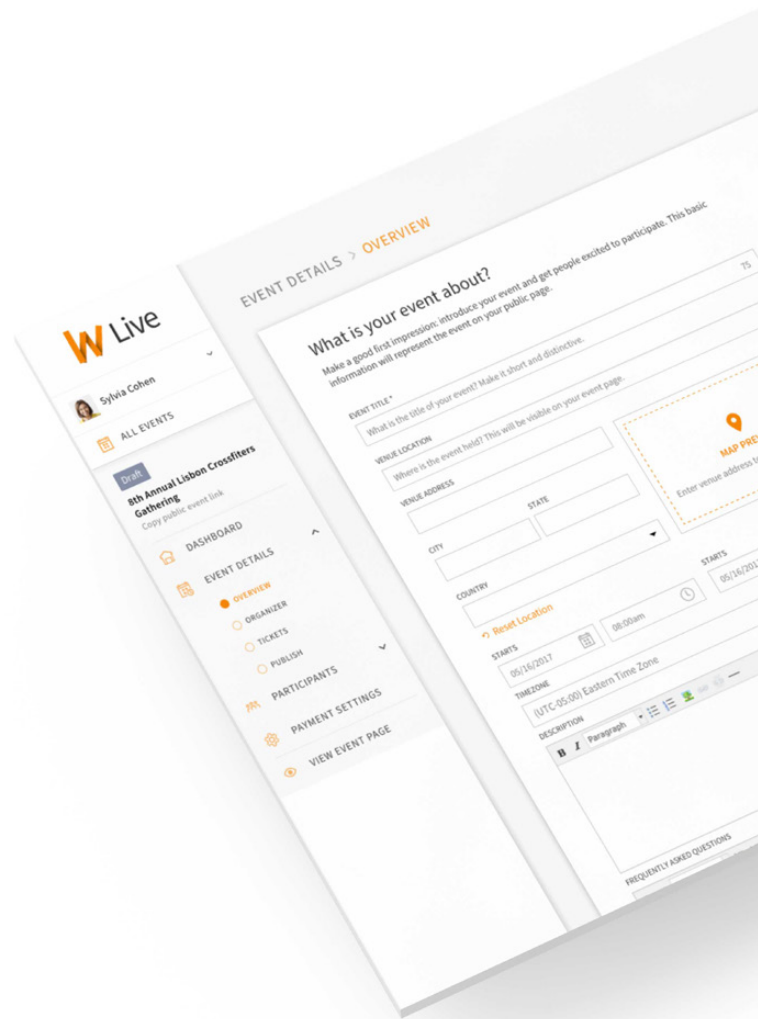 W Live
Sylvia Cohen
ALL EVENTS
Draft
8th Annual Lisbon Crossfiters
Gathering
Copy public event link
DASHBOARD
EVENT DETAILS
OVERVIEW
ORGANIZER
TICKETS
PUBLISH
PARTICIPANTS
PAYMENT SETTINGS
VIEW EVENT PAGE
EVENT DETAILS > OVERVIEW
What is your event about?
Make a good first impression: introduce your event and get people excited to participate. This basic
information will represent the event on your public page.
EVENT TITLE *
What is the title of your event? Make it short and distinctive.
75
VENUE LOCATION
Where is the event held? This will be visible on your event page.
VENUE ADDRESS
CITY
STATE
COUNTRY
Reset Location
MAP
Enter venue address
STARTS
STARTS
05/16/2017
08:00am
TIMEZONE
(UTC-05:00) Eastern Time Zone
DESCRIPTION
B I Paragraph
FREQUENTLY ASKED QUESTIONS